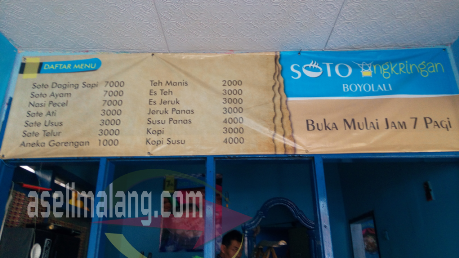 DAFTAR MENU
Soto Daging Sapi 7000
Soto Ayam 7000
Nasi Pecel 7000
Sate Ati 3000
Sate Usus 3000
Sate Telur 3000
Aneka Gorengan 1000
Teh Manis 2000
Es Teh 3000
Es Jeruk 3000
Jeruk Panas 3000
Susu Panas 4000
Kopi 3000
Kopi Susu 4000
SOTO angkringan
BOYOLALI
BUKA MULAI JAM 7 PAGI
aselimalang.com